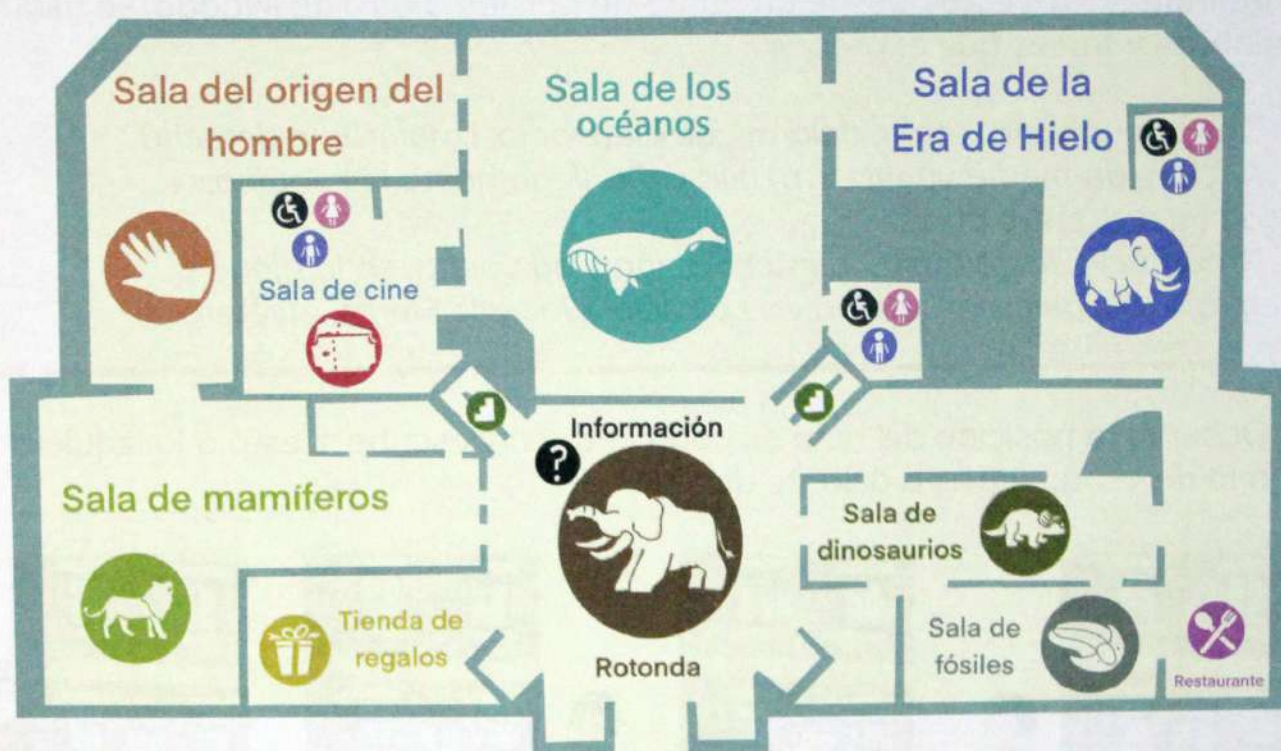 Sala del origen del
hombre
Sala de los
océanos
Sala de la
Era de Hielo
Sala de cine
Información
?
Sala de mamíferos
Sala de
dinosaurios
Tienda de
regalos
Rotonda
Sala de
fósiles
Restaurante